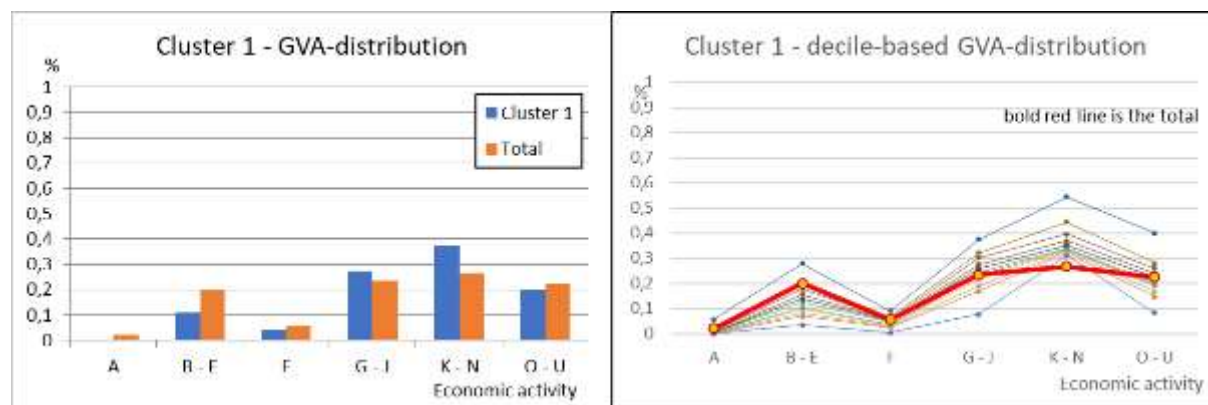 Cluster 1 - GVA-distribution
%
1
0,9
0,8
0,7
0,6
0,5
0,4
0,3
0,2
0,1
0
Cluster 1
Total
A
B - E
F
G - J
K - N
O - U
Economic activity
Cluster 1 - decile-based GVA-distribution
%
1
0,9
0,8
0,7
0,6
0,5
0,4
0,3
0,2
0,1
0
bold red line is the total
A
B - E
F
G - J
K - N
O - U
Economic activity